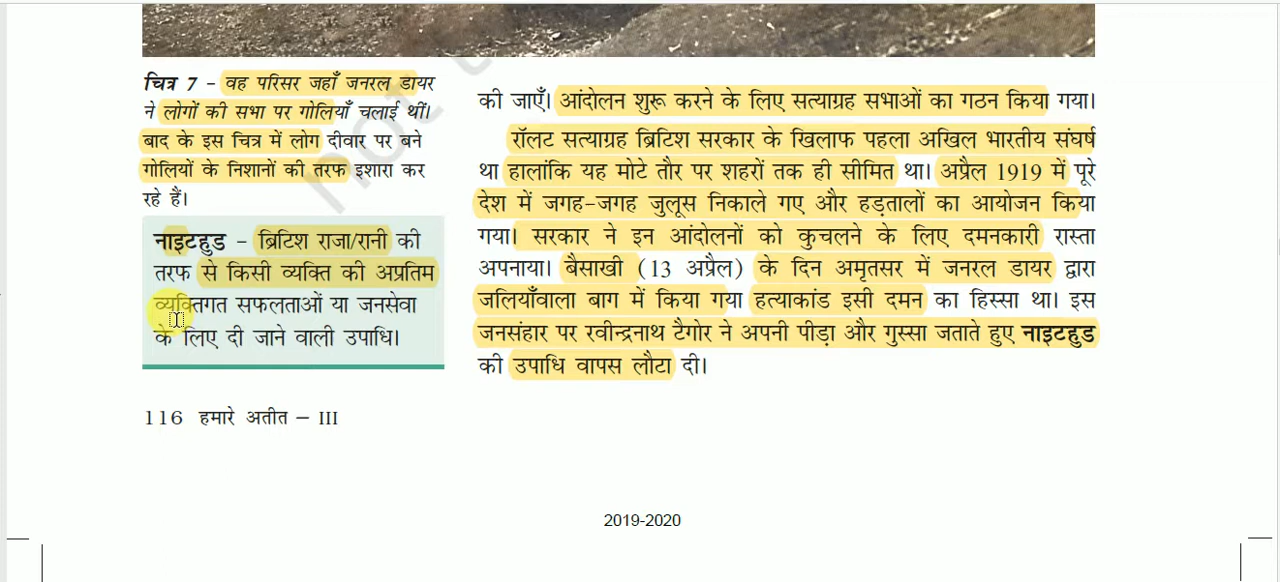 चित्र 7 – वह परिसर जहाँ जनरल डायर
ने लोगों की सभा पर गोलियाँ चलाई थीं।
बाद के इस चित्र में लोग दीवार पर बने
गोलियों के निशानों की तरफ इशारा कर
रहे हैं।
नाइटहुड – ब्रिटिश राजा/रानी की
तरफ से किसी व्यक्ति की अप्रतिम
व्यक्तिगत सफलताओं या जनसेवा
के लिए दी जाने वाली उपाधि।
की जाएँ। आंदोलन शुरू करने के लिए सत्याग्रह सभाओं का गठन किया गया।
रॉलट सत्याग्रह ब्रिटिश सरकार के खिलाफ पहला अखिल भारतीय संघर्ष
था हालांकि यह मोटे तौर पर शहरों तक ही सीमित था। अप्रैल 1919 में पूरे
देश में जगह-जगह जुलूस निकाले गए और हड़तालों का आयोजन किया
गया। सरकार ने इन आंदोलनों को कुचलने के लिए दमनकारी रास्ता
अपनाया। बैसाखी (13 अप्रैल) के दिन अमृतसर में जनरल डायर द्वारा
जलियाँवाला बाग में किया गया हत्याकांड इसी दमन का हिस्सा था। इस
जनसंहार पर रवीन्द्रनाथ टैगोर ने अपनी पीड़ा और गुस्सा जताते हुए नाइटहुड
की उपाधि वापस लौटा दी।
116 हमारे अतीत – III
2019-2020
not